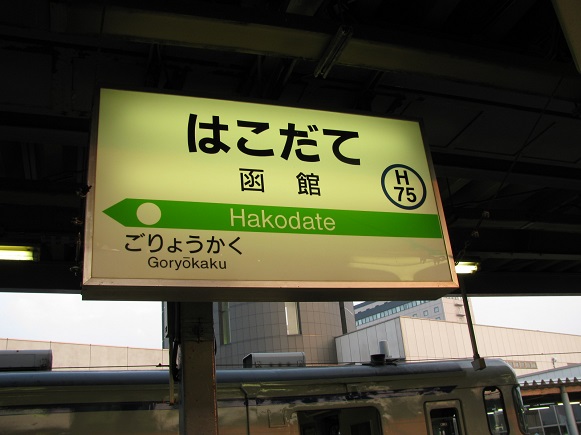 はこだて
函館
H
75
Hakodate
ごりょうかく
Goryōkaku